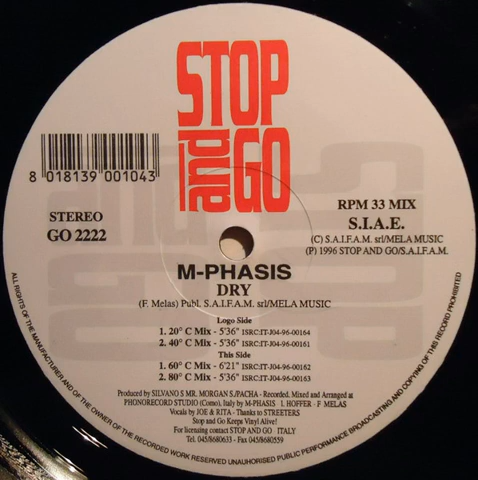 STOP
and
GO
8 018139 001043
STEREO
GO 2222
RPM 33 MIX
S.I.A.E.
(C) S.A.I.F.A.M. srl/MELA MUSIC
(P) 1996 STOP AND GO/S.A.I.F.A.M.
M-PHASIS
DRY
(F. Melas) Publ. S.A.I.F.A.M. srl/MELA MUSIC
Logo Side
1. 20° C Mix - 5'36" ISRC:IT-J04-96-00164
2. 40° C Mix - 5'36" ISRC:IT-J04-96-00161
This Side
1. 60° C Mix - 6'21" ISRC:IT-J04-96-00162
2. 80° C Mix - 5'36" ISRC:IT-J04-96-00163
Produced by SILVANO S MR. MORGAN S./PACHA - Recorded, Mixed and Arranged at
PHONORECORD STUDIO (Como), Italy by M-PHASIS I. HOFFER - F MELAS
Vocals by JOE & RITA - Thanks to STREETERS
Stop and Go Keeps Vinyl Alive!
For licensing contact STOP AND GO ITALY
Tel. 045/8680633 - Fax 045/8680559
ALL RIGHTS OF THE MANUFACTURER AND OF THE OWNER OF THE RECORDED WORK RESERVED UNAUTHORISED PUBLIC PERFORMANCE BROADCASTING AND COPYING OF THIS RECORD PROHIBITED
STOP
and
GO